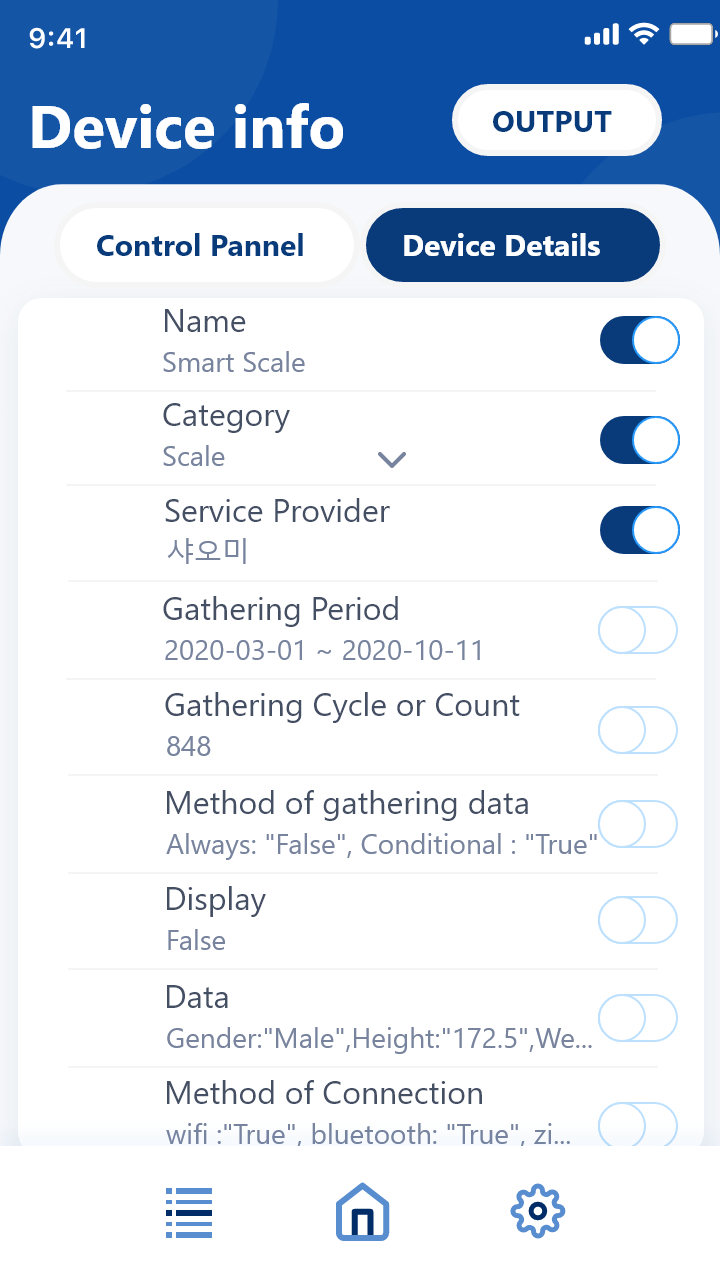 9:41
Device info
OUTPUT
Control Pannel
Device Details
Name
Smart Scale
Category
Scale
Service Provider
샤오미
Gathering Period
2020-03-01 ~ 2020-10-11
Gathering Cycle or Count
848
Method of gathering data
Always: "False", Conditional : "True"
Display
False
Data
Gender:"Male",Height:"172.5",We...
Method of Connection
wifi :"True", bluetooth: "True", zi...